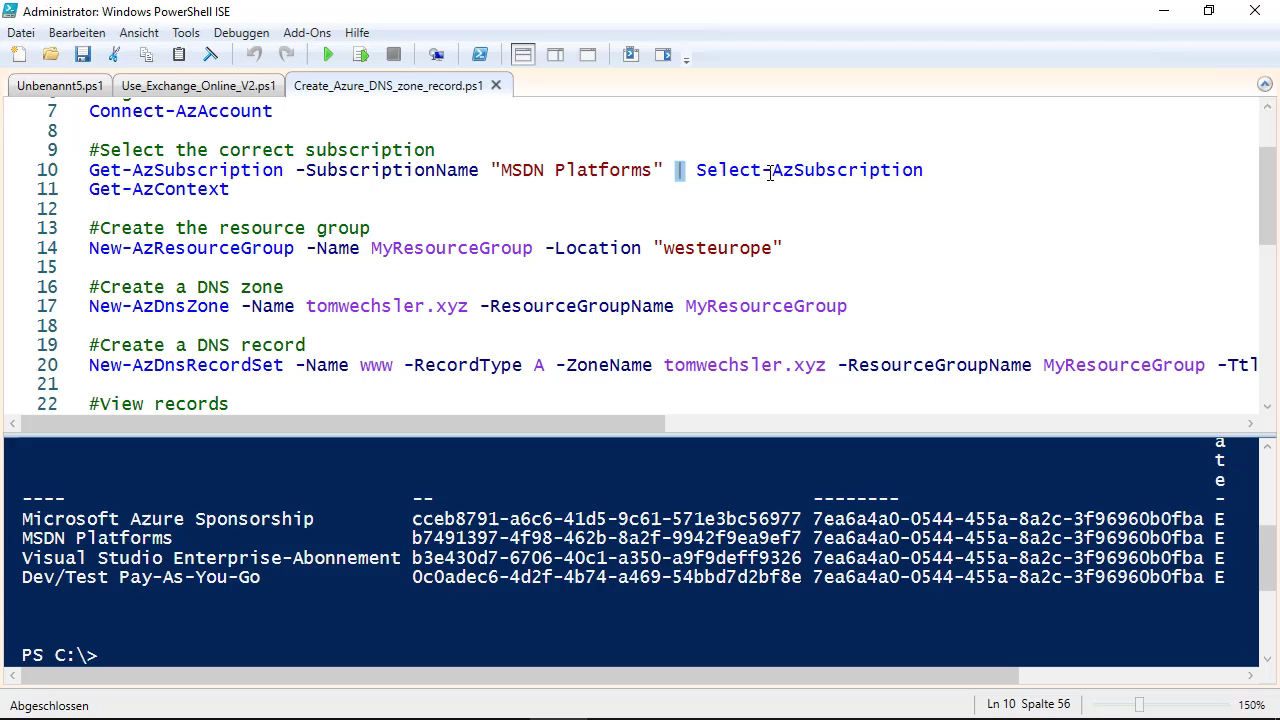 Administrator: Windows PowerShell ISE
Datei Bearbeiten Ansicht Tools Debuggen Add-Ons Hilfe
Unbenannt5.ps1 Use_Exchange_Online_V2.ps1 Create_Azure_DNS_zone_record.ps1
7 Connect-AzAccount
8
9 #Select the correct subscription
10 Get-AzSubscription -SubscriptionName "MSDN Platforms" | Select-AzSubscription
11 Get-AzContext
12
13 #Create the resource group
14 New-AzResourceGroup -Name MyResourceGroup -Location "westeurope"
15
16 #Create a DNS zone
17 New-AzDnsZone -Name tomwechsler.xyz -ResourceGroupName MyResourceGroup
18
19 #Create a DNS record
20 New-AzDnsRecordSet -Name www -RecordType A -ZoneName tomwechsler.xyz -ResourceGroupName MyResourceGroup -Ttl
21
22 #View records
a
t
e
---- -- -------- -
Microsoft Azure Sponsorship cceb8791-a6c6-41d5-9c61-571e3bc56977 7ea6a4a0-0544-455a-8a2c-3f96960b0fba E
MSDN Platforms b7491397-4f98-462b-8a2f-9942f9ea9ef7 7ea6a4a0-0544-455a-8a2c-3f96960b0fba E
Visual Studio Enterprise-Abonnement b3e430d7-6706-40c1-a350-a9f9deff9326 7ea6a4a0-0544-455a-8a2c-3f96960b0fba E
Dev/Test Pay-As-You-Go 0c0adec6-4d2f-4b74-a469-54bbd7d2bf8e 7ea6a4a0-0544-455a-8a2c-3f96960b0fba E
PS C:\>
Abgeschlossen Ln 10 Spalte 56 150%